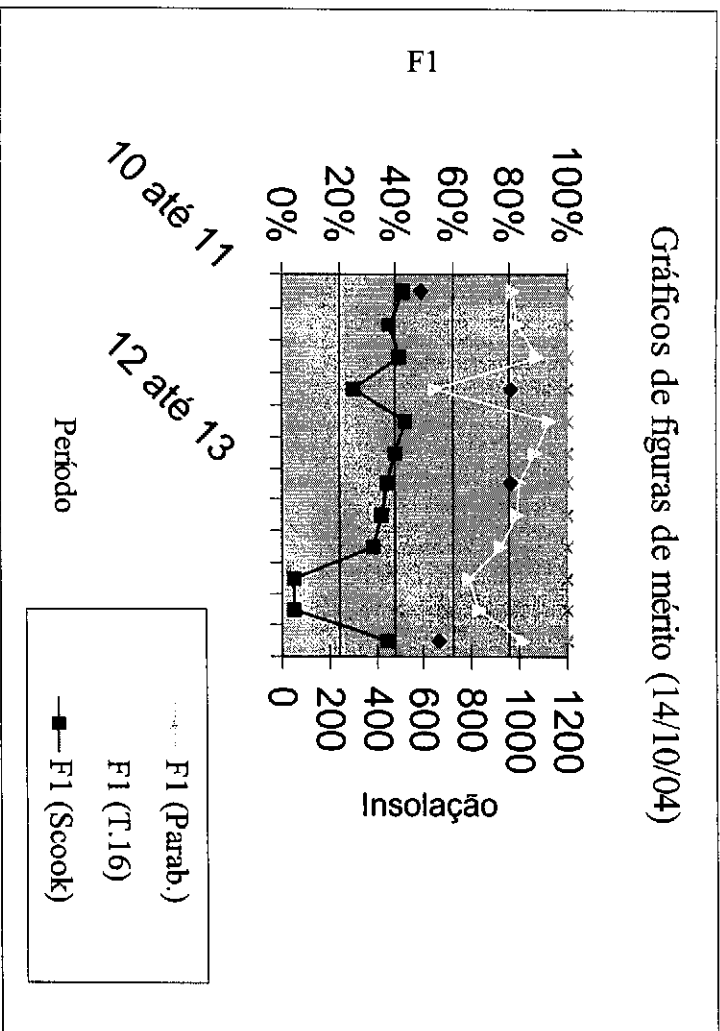 Gráficos de figuras de mérito (14/10/04)
F1
100%
80%
60%
40%
20%
0%
1200
1000
800
600
400
200
0
Insolação
10 até 11
12 até 13
Período
F1 (Parab.)
F1 (T.16)
F1 (Scook)